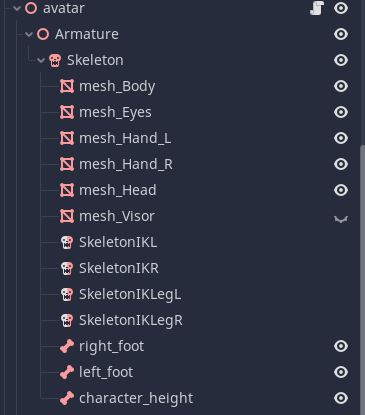 avatar
Armature
Skeleton
mesh_Body
mesh_Eyes
mesh_Hand_L
mesh_Hand_R
mesh_Head
mesh_Visor
SkeletonIKL
SkeletonIKR
SkeletonIKLegL
SkeletonIKLegR
right_foot
left_foot
character_height